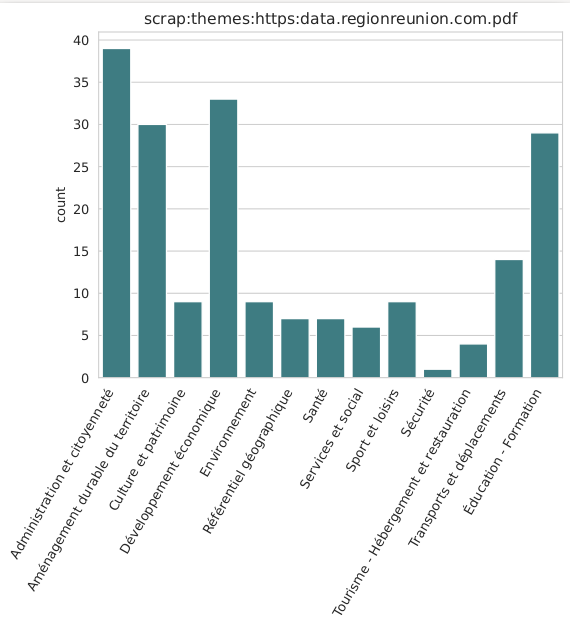 scrap:themes:https:data.regionreunion.com.pdf
40
35
30
25
20
15
10
5
0
count
Administration et citoyenneté
Aménagement durable du territoire
Culture et patrimoine
Développement économique
Environnement
Référentiel géographique
Santé
Services et social
Sport et loisirs
Sécurité
Tourisme - Hébergement et restauration
Transports et déplacements
Éducation - Formation